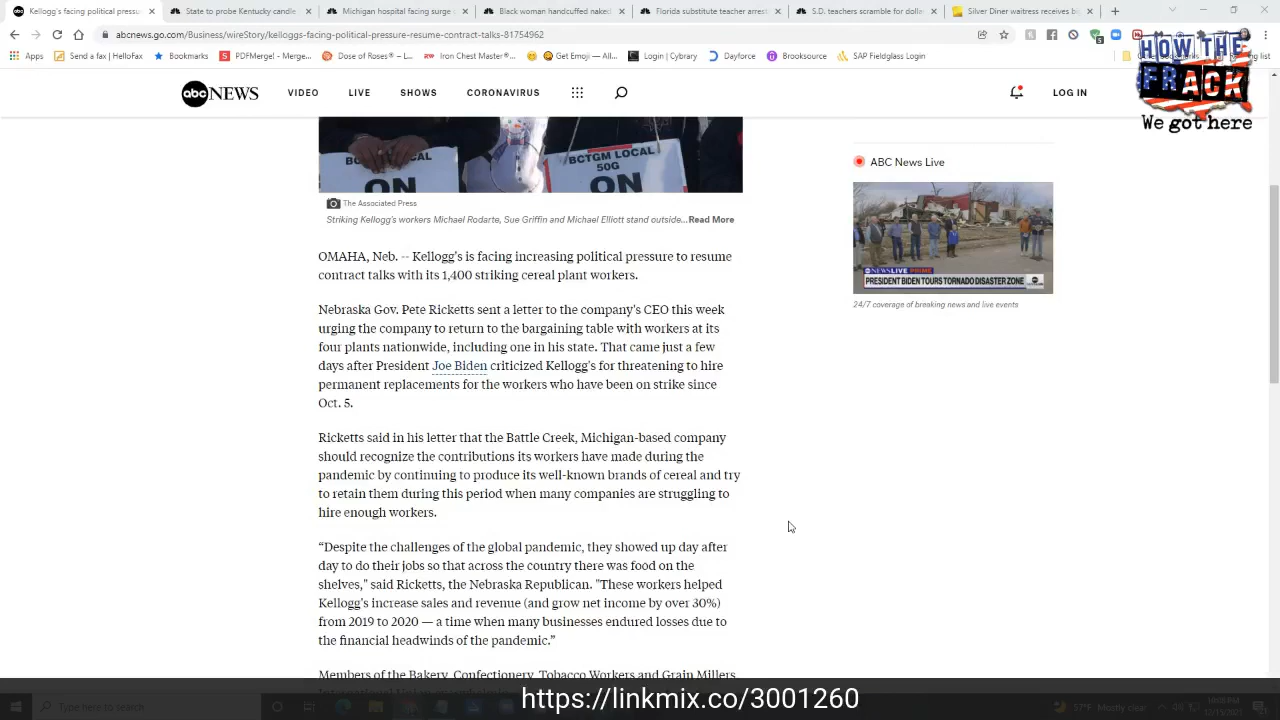 Kellogg's facing political pressu
State to probe Kentucky candle
Michigan hospital facing surge
Black woman handcuffed naked
Florida substitute teacher arrest
S.D. teachers scramble for dollar
Silver Diner waitress receives bi
abcnews.go.com/Business/wireStory/kelloggs-facing-political-pressure-resume-contract-talks-81754962
Apps Send a fax | HelloFax Bookmarks PDFMerge! - Merge... Dose of Roses® l... Iron Chest Master®... Get Emoji — All... Login | Cybrary Dayforce Brooksource SAP Fieldglass Login
HOW THE
FRACK
We got here
abc NEWS VIDEO LIVE SHOWS CORONAVIRUS LOG IN
BCTGM LOCAL
50G
ON
ON
The Associated Press
Striking Kellogg's workers Michael Rodarte, Sue Griffin and Michael Elliott stand outside...Read More
ABC News Live
NEWS LIVE PRIME
PRESIDENT BIDEN TOURS TORNADO DISASTER ZONE
24/7 coverage of breaking news and live events
OMAHA, Neb. -- Kellogg's is facing increasing political pressure to resume
contract talks with its 1,400 striking cereal plant workers.
Nebraska Gov. Pete Ricketts sent a letter to the company's CEO this week
urging the company to return to the bargaining table with workers at its
four plants nationwide, including one in his state. That came just a few
days after President Joe Biden criticized Kellogg's for threatening to hire
permanent replacements for the workers who have been on strike since
Oct. 5.
Ricketts said in his letter that the Battle Creek, Michigan-based company
should recognize the contributions its workers have made during the
pandemic by continuing to produce its well-known brands of cereal and try
to retain them during this period when many companies are struggling to
hire enough workers.
“Despite the challenges of the global pandemic, they showed up day after
day to do their jobs so that across the country there was food on the
shelves," said Ricketts, the Nebraska Republican. "These workers helped
Kellogg's increase sales and revenue (and grow net income by over 30%)
from 2019 to 2020 — a time when many businesses endured losses due to
the financial headwinds of the pandemic.”
Members of the Bakery, Confectionery, Tobacco Workers and Grain Millers
https://linkmix.co/3001260
Type here to search
57°F Mostly clear